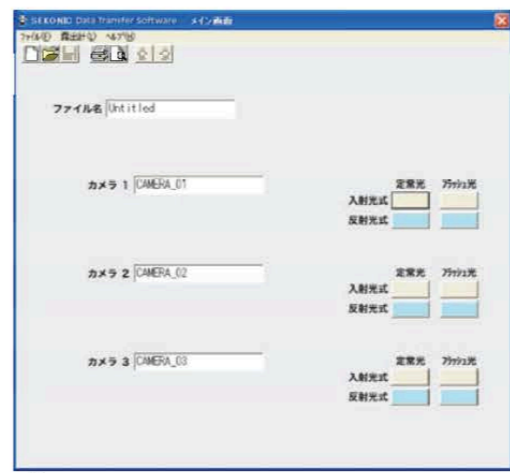 SEKONIC Data Transfer Software メイン画面
ファイル(F) 露出計(L) ヘルプ(H)
ファイル名 Untitled
カメラ 1 CAMERA_01
定常光 フラッシュ光
入射光式
反射光式
カメラ 2 CAMERA_02
定常光 フラッシュ光
入射光式
反射光式
カメラ 3 CAMERA_03
定常光 フラッシュ光
入射光式
反射光式